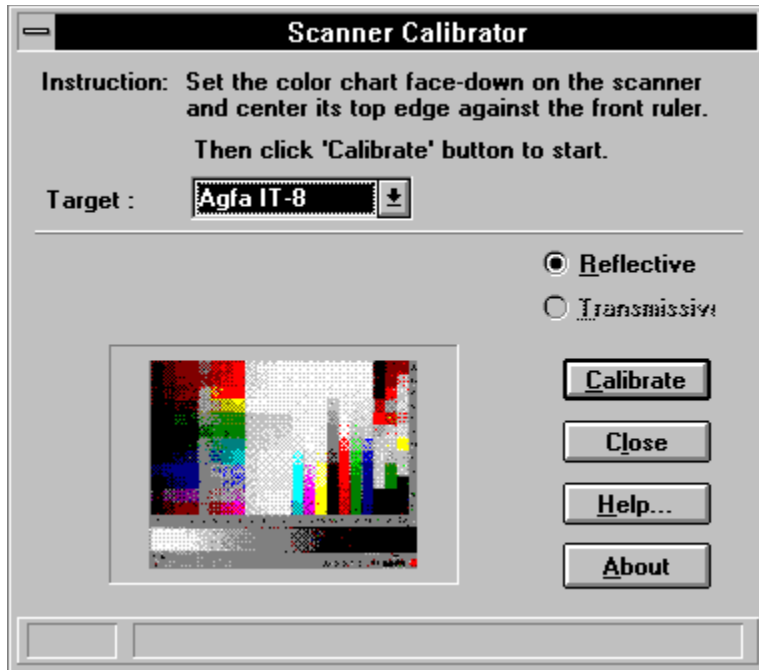 Scanner Calibrator
Instruction: Set the color chart face-down on the scanner
and center its top edge against the front ruler.
Then click 'Calibrate' button to start.
Target : Agfa IT-8
Reflective
Transmissive
Calibrate
Close
Help...
About